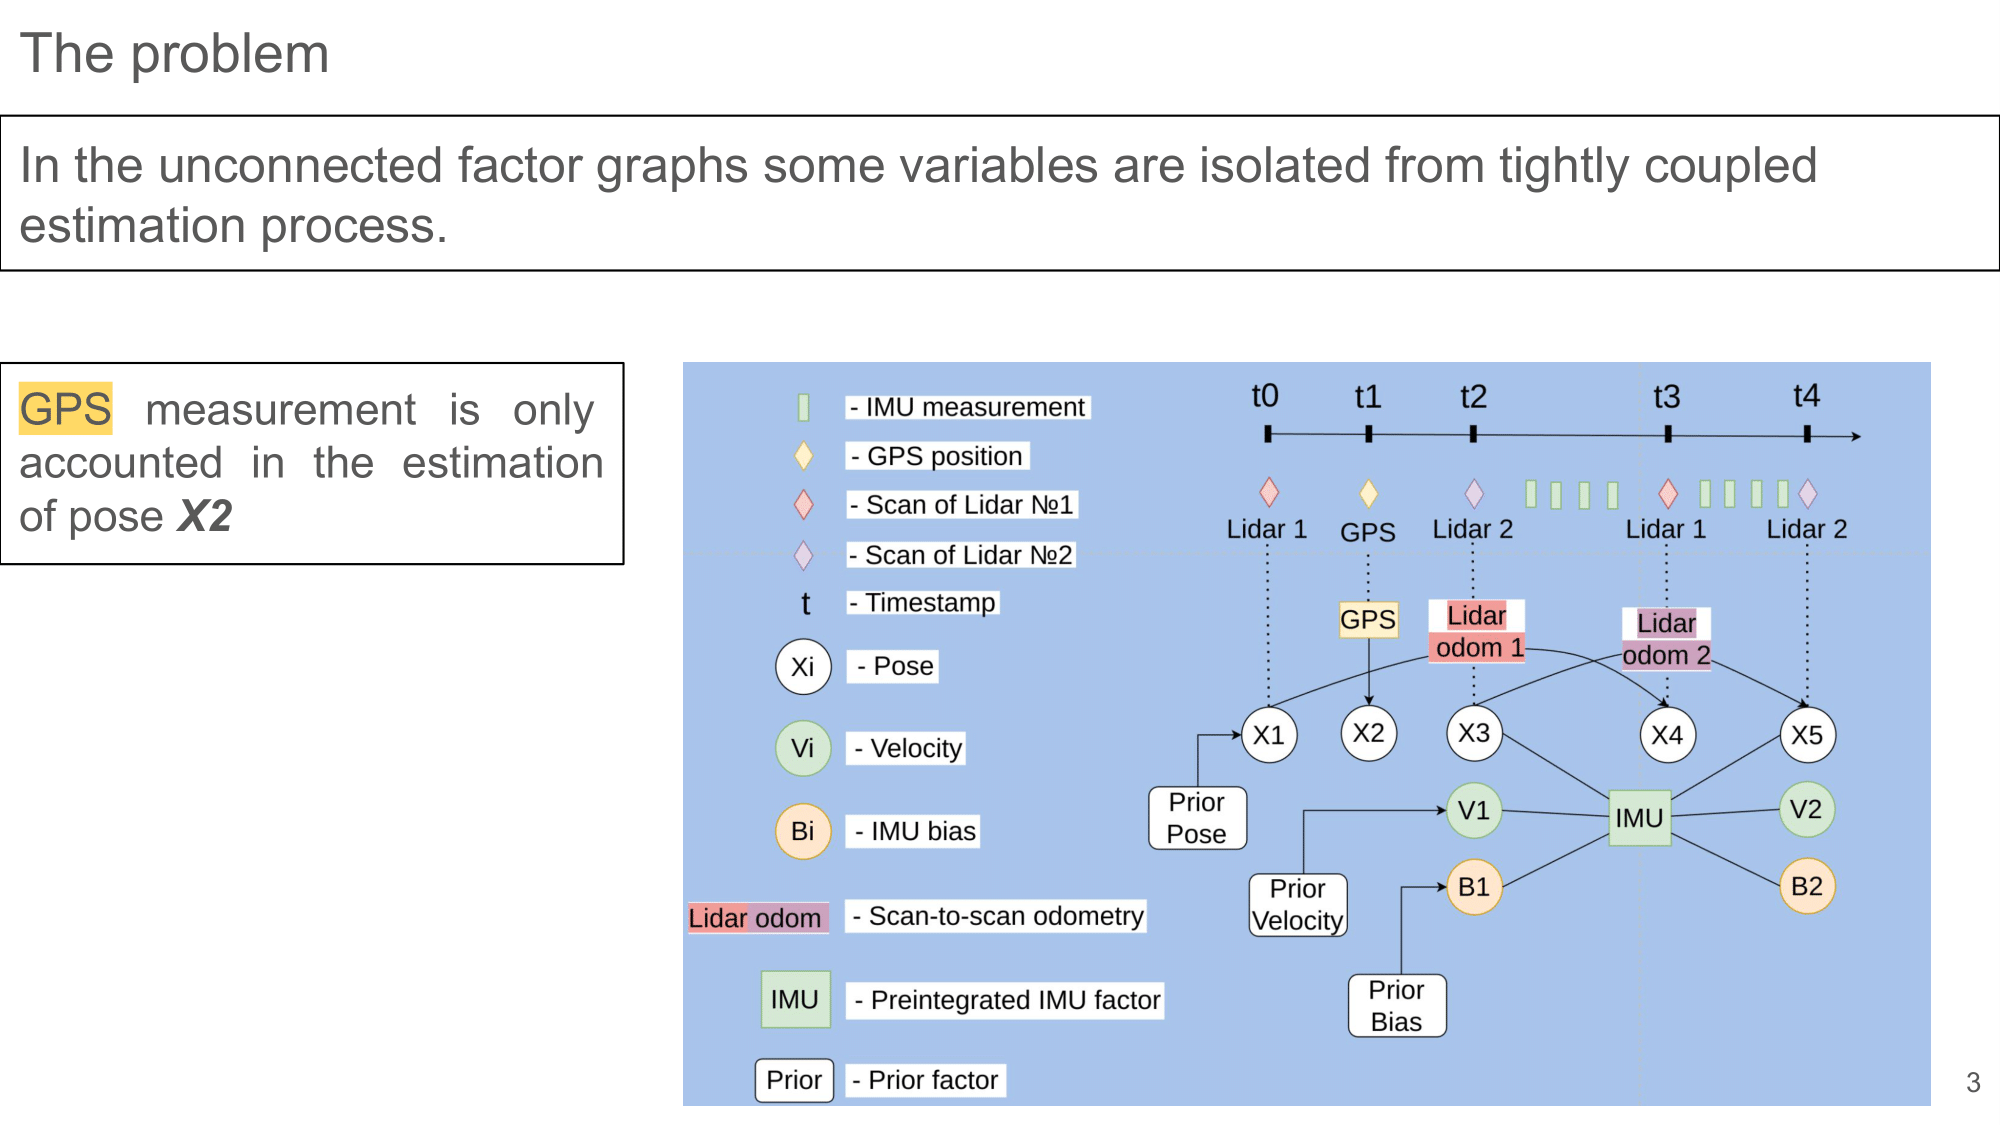 The problem
In the unconnected factor graphs some variables are isolated from tightly coupled
estimation process.
GPS measurement is only
accounted in the estimation
of pose X2
- IMU measurement
- GPS position
- Scan of Lidar №1
- Scan of Lidar №2
t - Timestamp
Xi - Pose
Vi - Velocity
Bi - IMU bias
Lidar odom - Scan-to-scan odometry
IMU - Preintegrated IMU factor
Prior - Prior factor
t0 t1 t2 t3 t4
Lidar 1 GPS Lidar 2 Lidar 1 Lidar 2
GPS
Lidar
odom 1
Lidar
odom 2
X1 X2 X3 X4 X5
Prior
Pose
V1 IMU V2
Prior
Velocity
B1 B2
Prior
Bias
3